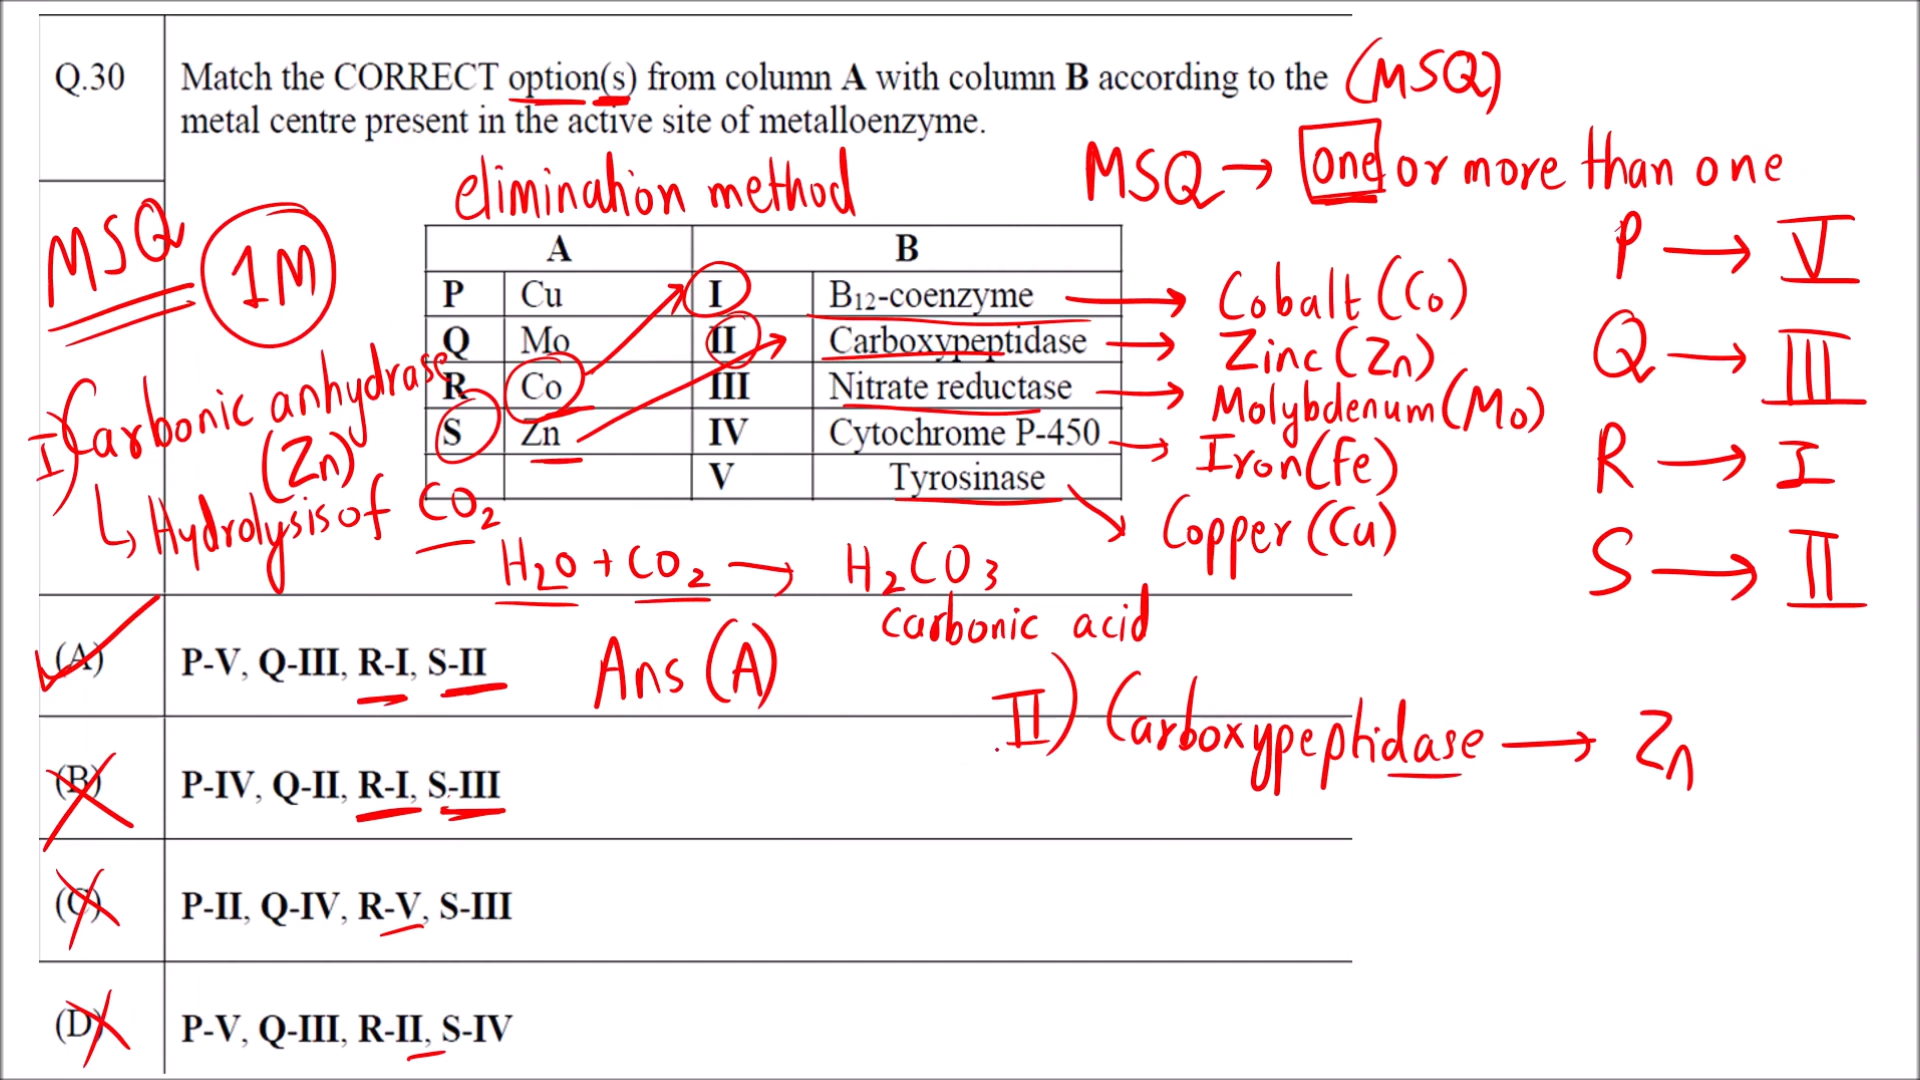 Q.30 Match the CORRECT option(s) from column A with column B according to the (MSQ)
metal centre present in the active site of metalloenzyme.
MSQ → one or more than one
elimination method
MSQ 1M
A B
P Cu I B₁₂-coenzyme → Cobalt (Co)
Q Mo II Carboxypeptidase → Zinc (Zn)
R Co III Nitrate reductase → Molybdenum (Mo)
S Zn IV Cytochrome P-450 → Iron (Fe)
V Tyrosinase → Copper (Cu)
P → V
Q → III
R → I
S → II
I) Carbonic anhydrase
(Zn)
↳ Hydrolysis of CO₂
H₂O + CO₂ → H₂CO₃
carbonic acid
(A) P-V, Q-III, R-I, S-II
Ans (A)
II) Carboxypeptidase → Zn
(B) P-IV, Q-II, R-I, S-III
(C) P-II, Q-IV, R-V, S-III
(D) P-V, Q-III, R-II, S-IV